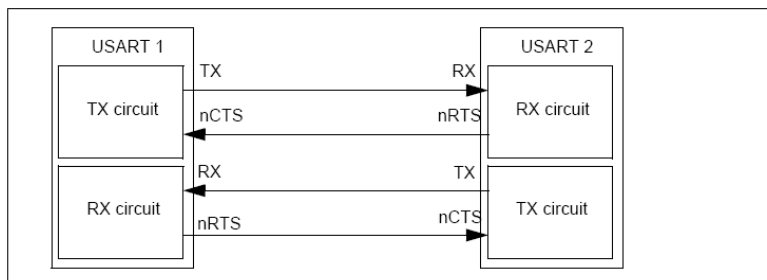 USART 1
USART 2
TX
RX
TX circuit
nCTS
nRTS
RX circuit
RX
TX
RX circuit
nRTS
nCTS
TX circuit